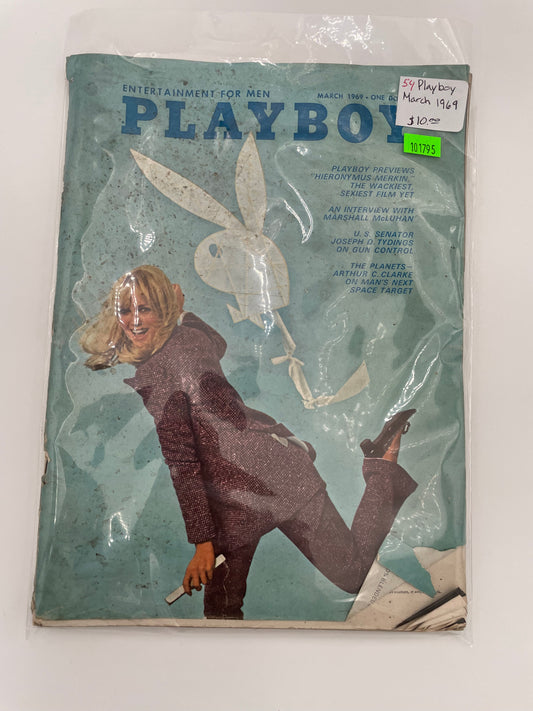 ENTERTAINMENT FOR MEN
MARCH 1969 • ONE
PLAYBOY
54 Playboy
March 1969
$10.00
101795
PLAYBOY PREVIEWS
"HIERONYMUS MERKIN,"
THE WACKIEST,
SEXIEST FILM YET
AN INTERVIEW WITH
MARSHALL McLUHAN
U. S. SENATOR
JOSEPH D. TYDINGS
ON GUN CONTROL
THE PLANETS—
ARTHUR C. CLARKE
ON MAN'S NEXT
SPACE TARGET
BLENDED